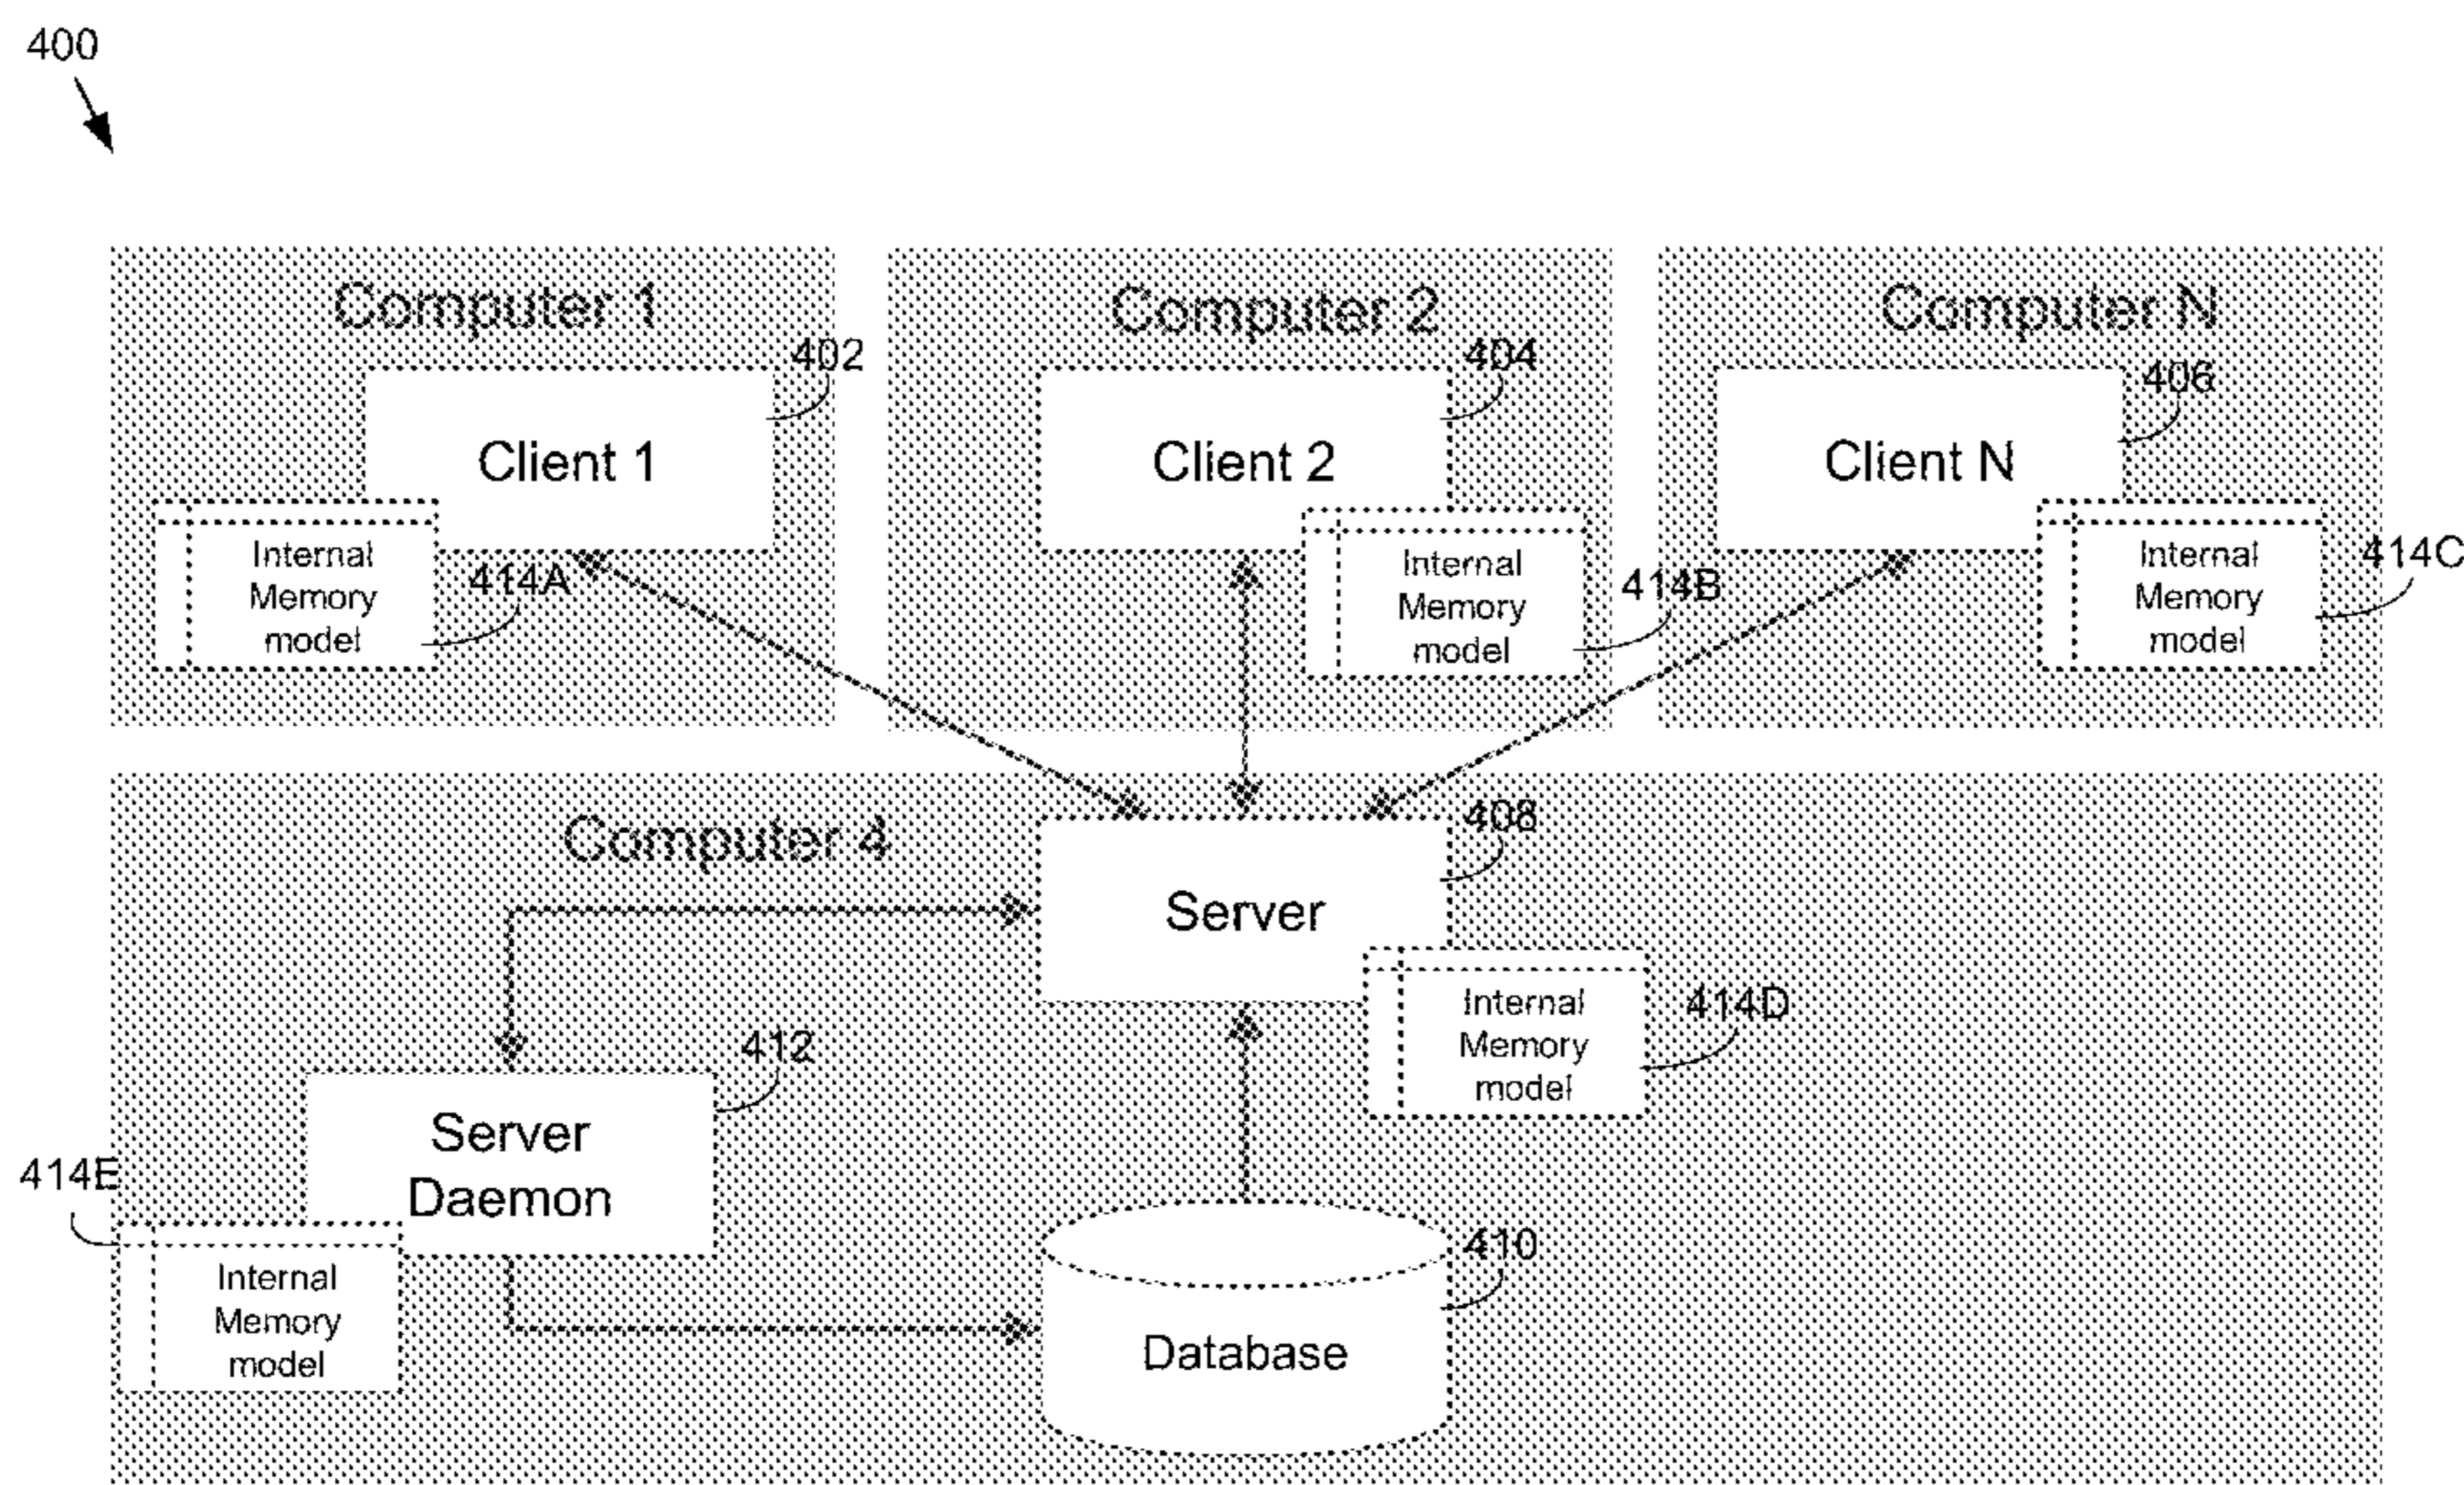 400
Computer 1
Computer 2
Computer N
402
404
406
Client 1
Client 2
Client N
Internal
Memory
model
414A
Internal
Memory
model
414B
Internal
Memory
model
414C
Computer 4
408
Server
Internal
Memory
model
414D
412
Server
Daemon
414E
Internal
Memory
model
410
Database